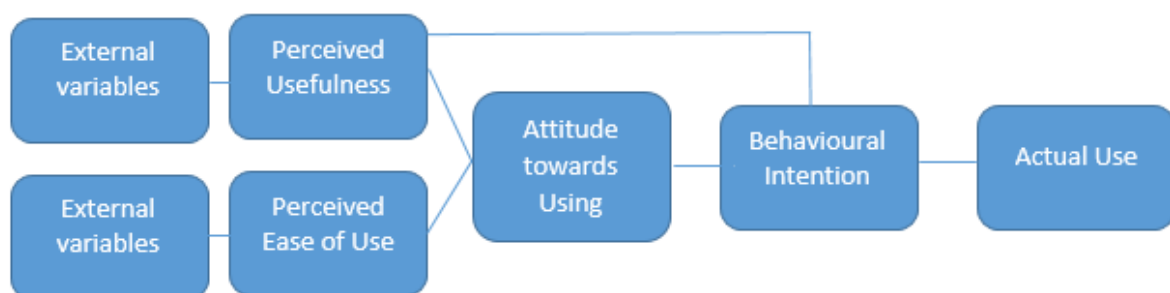 External
variables
Perceived
Usefulness
External
variables
Perceived
Ease of Use
Attitude
towards
Using
Behavioural
Intention
Actual Use